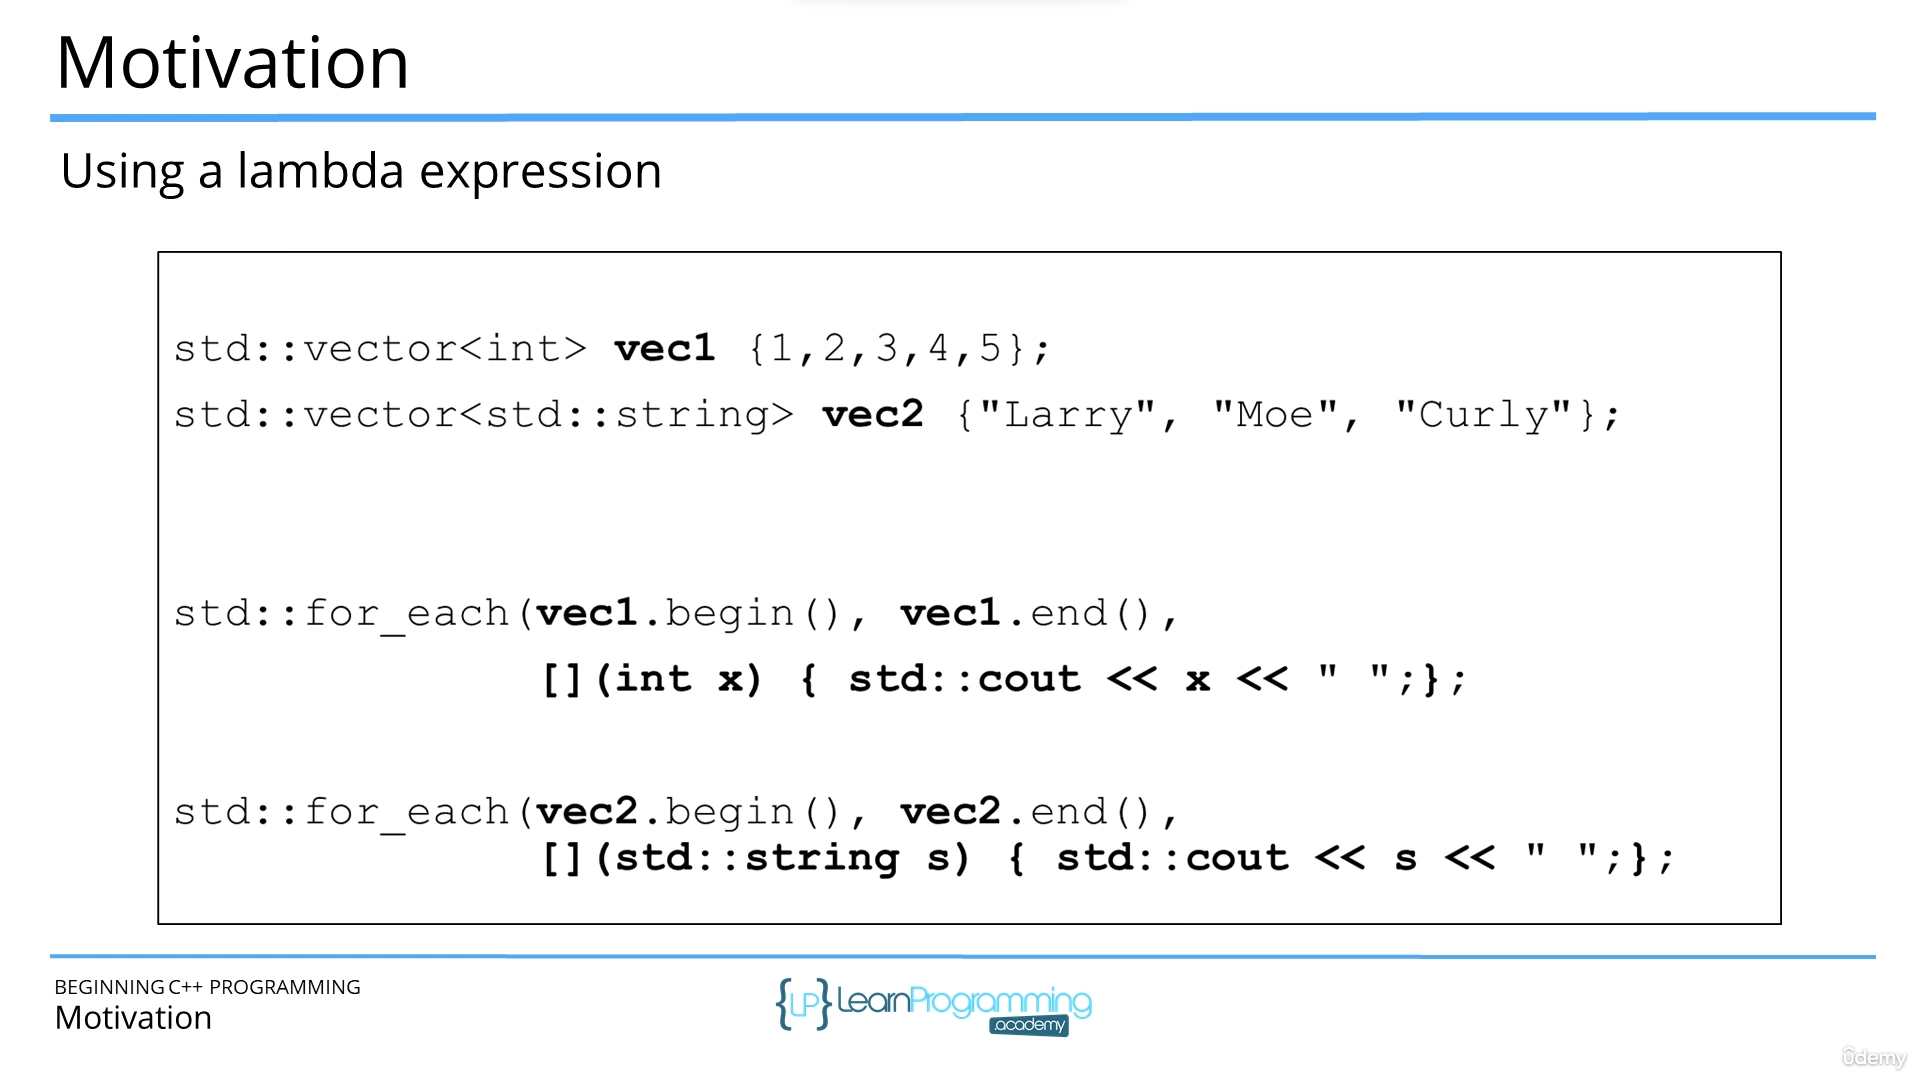 Motivation
Using a lambda expression
std::vector<int> vec1 {1,2,3,4,5};
std::vector<std::string> vec2 {"Larry", "Moe", "Curly"};
std::for_each(vec1.begin(), vec1.end(),
[](int x) { std::cout << x << " ";};
std::for_each(vec2.begin(), vec2.end(),
[](std::string s) { std::cout << s << " ";};
BEGINNING C++ PROGRAMMING
Motivation
{LP} LearnProgramming
.academy
ûdemy